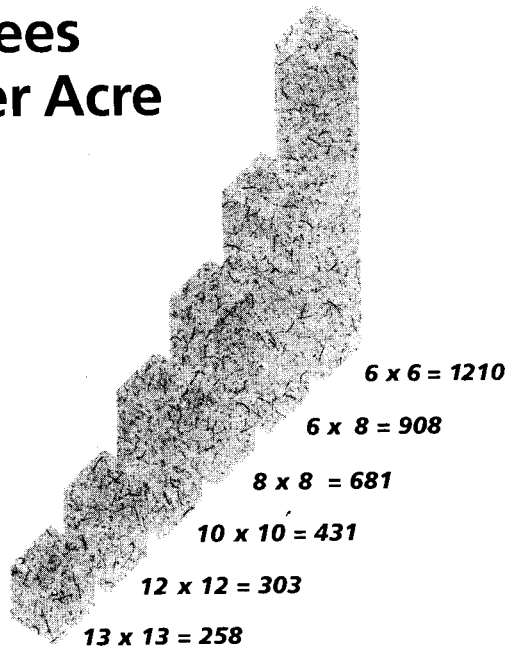 ees
er Acre
6 x 6 = 1210
6 x 8 = 908
8 x 8 = 681
10 x 10 = 431
12 x 12 = 303
13 x 13 = 258